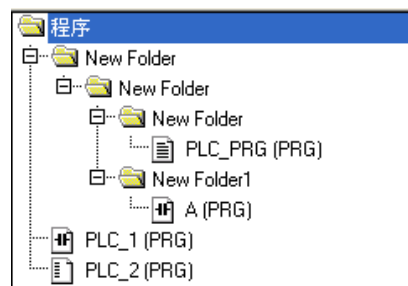 程序
New Folder
New Folder
New Folder
PLC_PRG (PRG)
New Folder1
A (PRG)
PLC_1 (PRG)
PLC_2 (PRG)